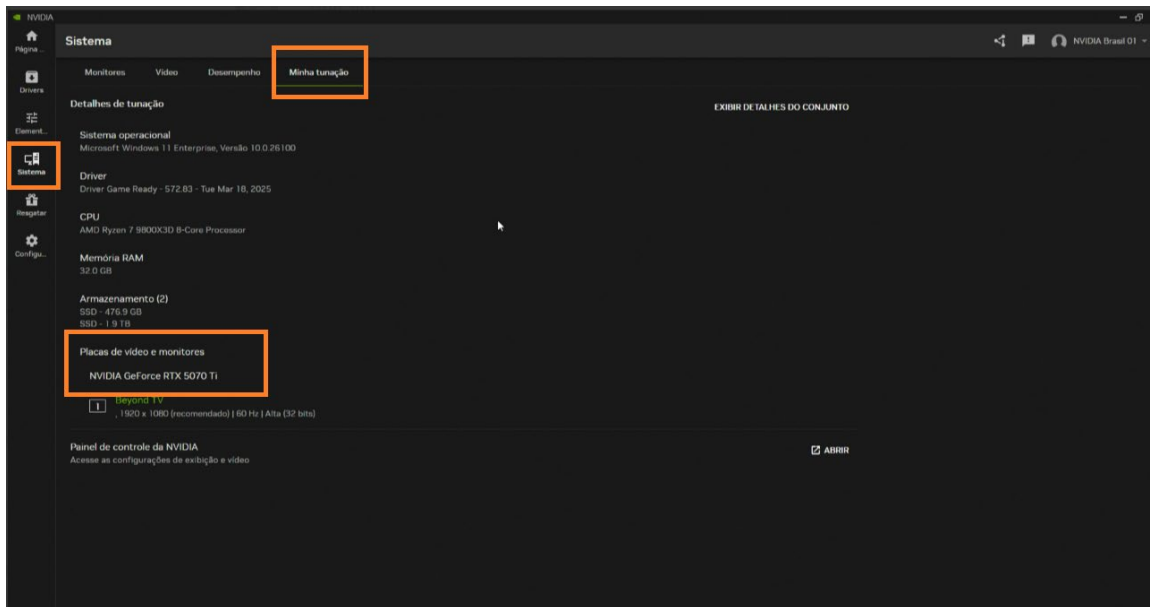 NVIDIA
Página ...
Sistema
NVIDIA Brasil 01
Monitores Vídeo Desempenho Minha tunação
Drivers
Detalhes de tunação
EXIBIR DETALHES DO CONJUNTO
Element...
Sistema operacional
Microsoft Windows 11 Enterprise, Versão 10.0.26100
Sistema
Driver
Driver Game Ready - 572.83 - Tue Mar 18, 2025
Resgatar
CPU
AMD Ryzen 7 9800X3D 8-Core Processor
Configu...
Memória RAM
32.0 GB
Armazenamento (2)
SSD - 476.9 GB
SSD - 1.9 TB
Placas de vídeo e monitores
NVIDIA GeForce RTX 5070 Ti
1
Beyond TV
, 1920 x 1080 (recomendado) | 60 Hz | Alta (32 bits)
Painel de controle da NVIDIA
Acesse as configurações de exibição e vídeo
ABRIR